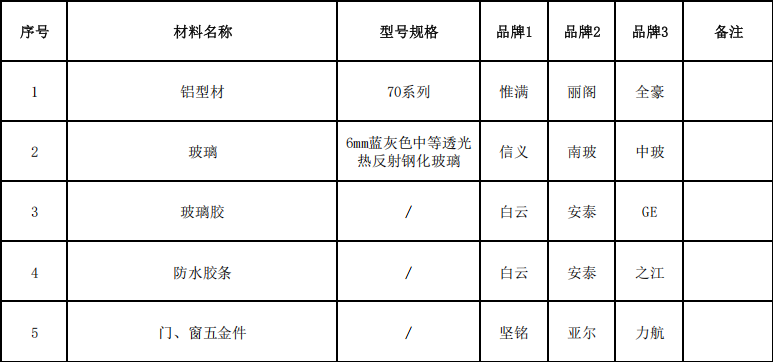 序号 材料名称 型号规格 品牌1 品牌2 品牌3 备注
1 铝型材 70系列 惟满 丽阁 全豪
2 玻璃 6mm蓝灰色中等透光
热反射钢化玻璃 信义 南玻 中玻
3 玻璃胶 / 白云 安泰 GE
4 防水胶条 / 白云 安泰 之江
5 门、窗五金件 / 坚铭 亚尔 力航